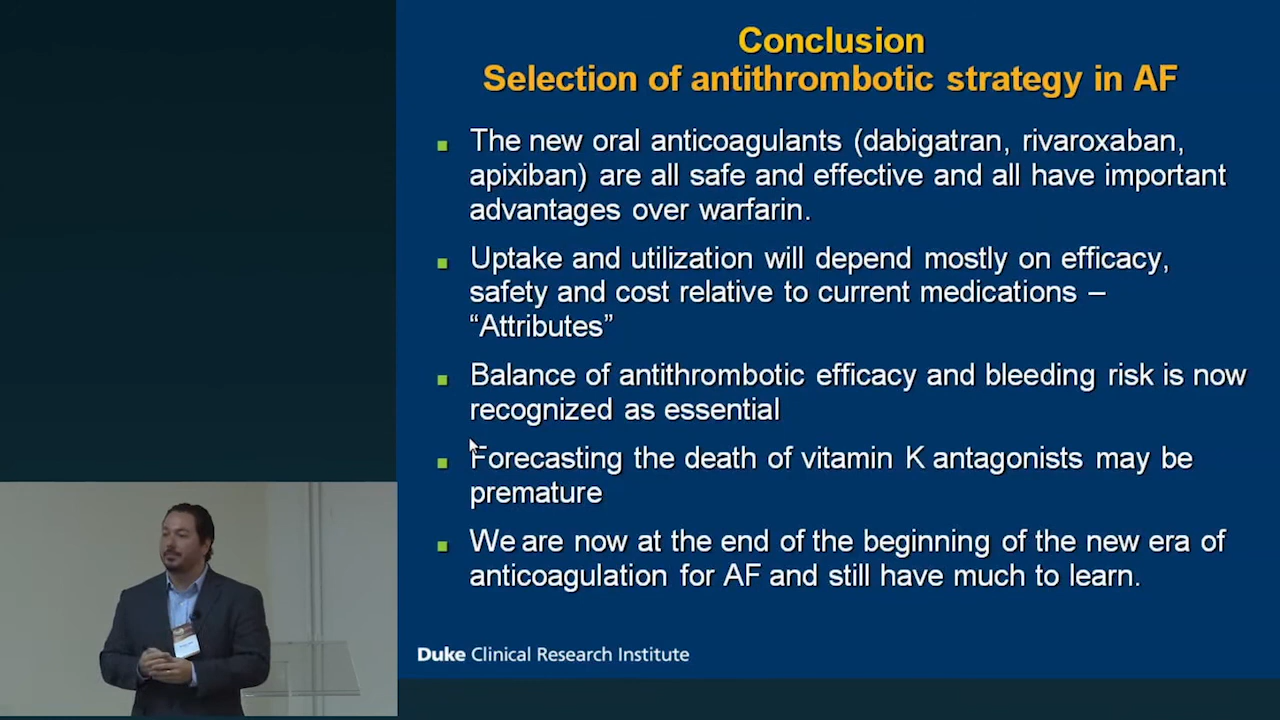 Conclusion
Selection of antithrombotic strategy in AF
The new oral anticoagulants (dabigatran, rivaroxaban,
apixiban) are all safe and effective and all have important
advantages over warfarin.
Uptake and utilization will depend mostly on efficacy,
safety and cost relative to current medications –
“Attributes”
Balance of antithrombotic efficacy and bleeding risk is now
recognized as essential
Forecasting the death of vitamin K antagonists may be
premature
We are now at the end of the beginning of the new era of
anticoagulation for AF and still have much to learn.
Duke Clinical Research Institute